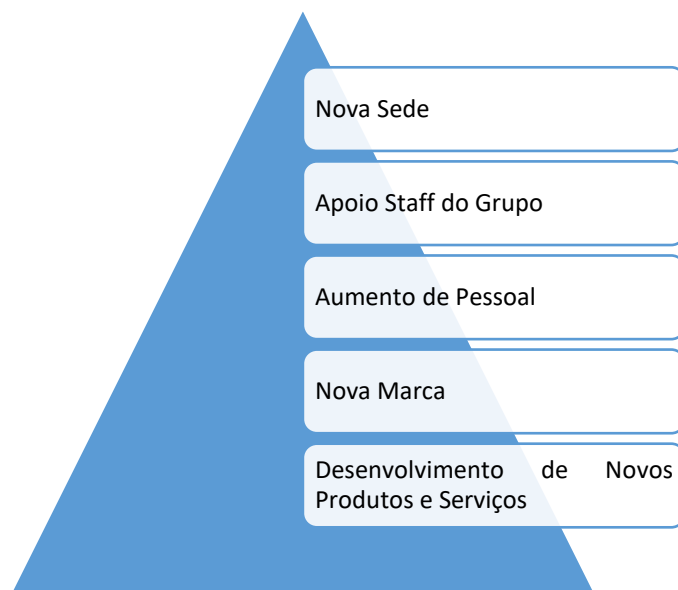 Nova Sede
Apoio Staff do Grupo
Aumento de Pessoal
Nova Marca
Desenvolvimento de Novos
Produtos e Serviços